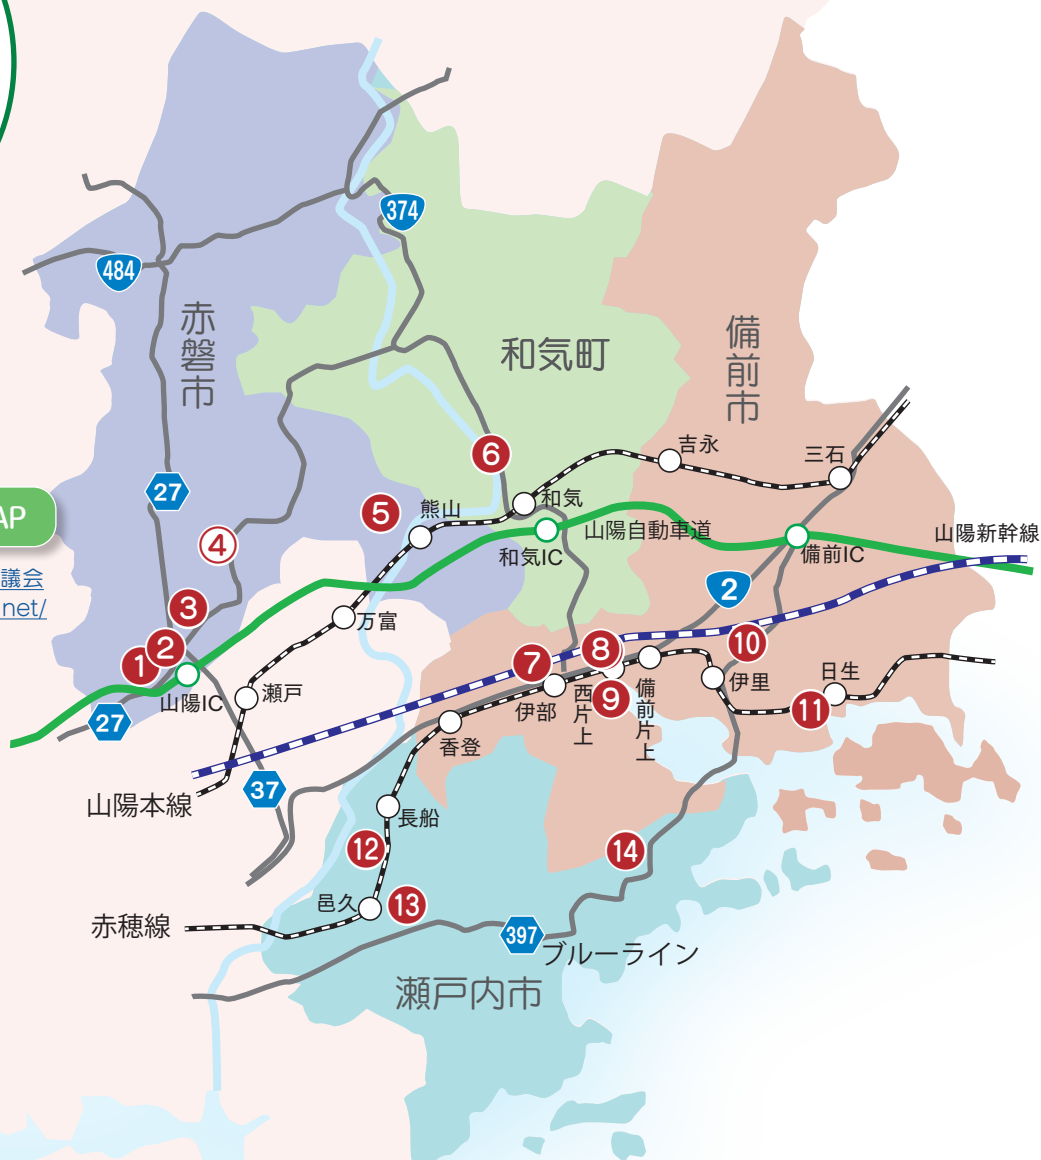 374
484
赤磐市
和気町
備前市
6
吉永
三石
27
AP
5
熊山
和気
山陽自動車道
山陽新幹線
4
和気IC
備前IC
議会
2
net/
3
万富
1
2
7
8
10
山陽IC
瀬戸
伊部
西片上
9
備前片上
伊里
日生
11
27
香登
37
山陽本線
長船
12
14
邑久
13
赤穂線
397
ブルーライン
瀬戸内市